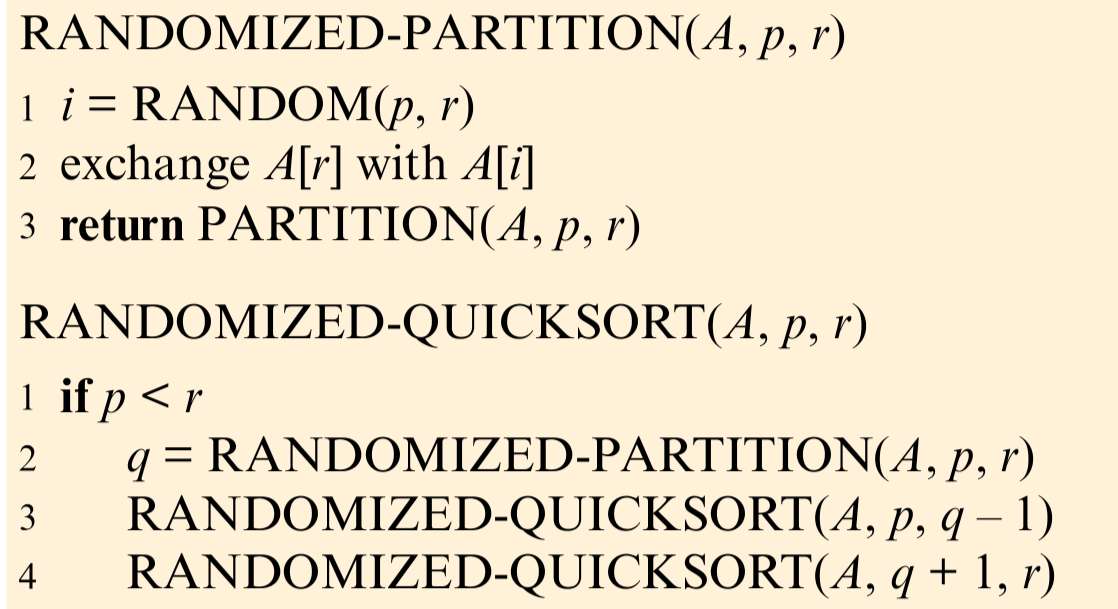 RANDOMIZED-PARTITION(A, p, r)
1 i = RANDOM(p, r)
2 exchange A[r] with A[i]
3 return PARTITION(A, p, r)
RANDOMIZED-QUICKSORT(A, p, r)
1 if p < r
2 q = RANDOMIZED-PARTITION(A, p, r)
3 RANDOMIZED-QUICKSORT(A, p, q – 1)
4 RANDOMIZED-QUICKSORT(A, q + 1, r)